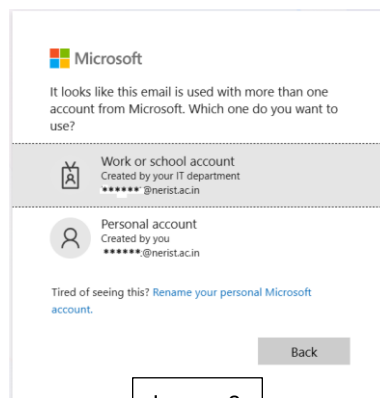 Microsoft
It looks like this email is used with more than one
account from Microsoft. Which one do you want to
use?
Work or school account
Created by your IT department
******@nerist.ac.in
Personal account
Created by you
******@nerist.ac.in
Tired of seeing this? Rename your personal Microsoft
account.
Back